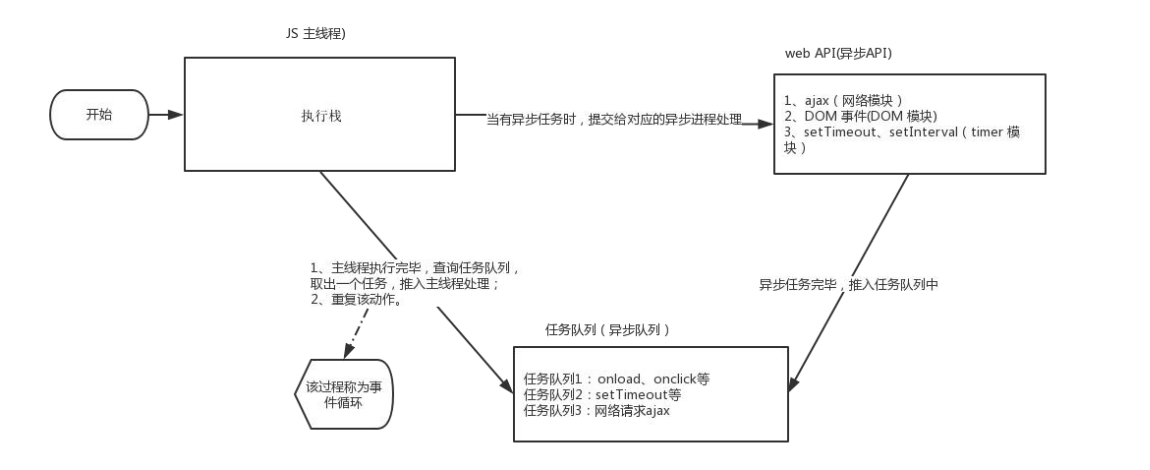 JS 主线程)
web API(异步API)
开始
执行栈
当有异步任务时，提交给对应的异步进程处理
1、ajax（网络模块）
2、DOM 事件(DOM 模块)
3、setTimeout、setInterval（timer 模
块）
1、主线程执行完毕，查询任务队列，
取出一个任务，推入主线程处理；
2、重复该动作。
异步任务完毕，推入任务队列中
任务队列（异步队列）
该过程称为事
件循环
任务队列1：onload、onclick等
任务队列2：setTimeout等
任务队列3：网络请求ajax